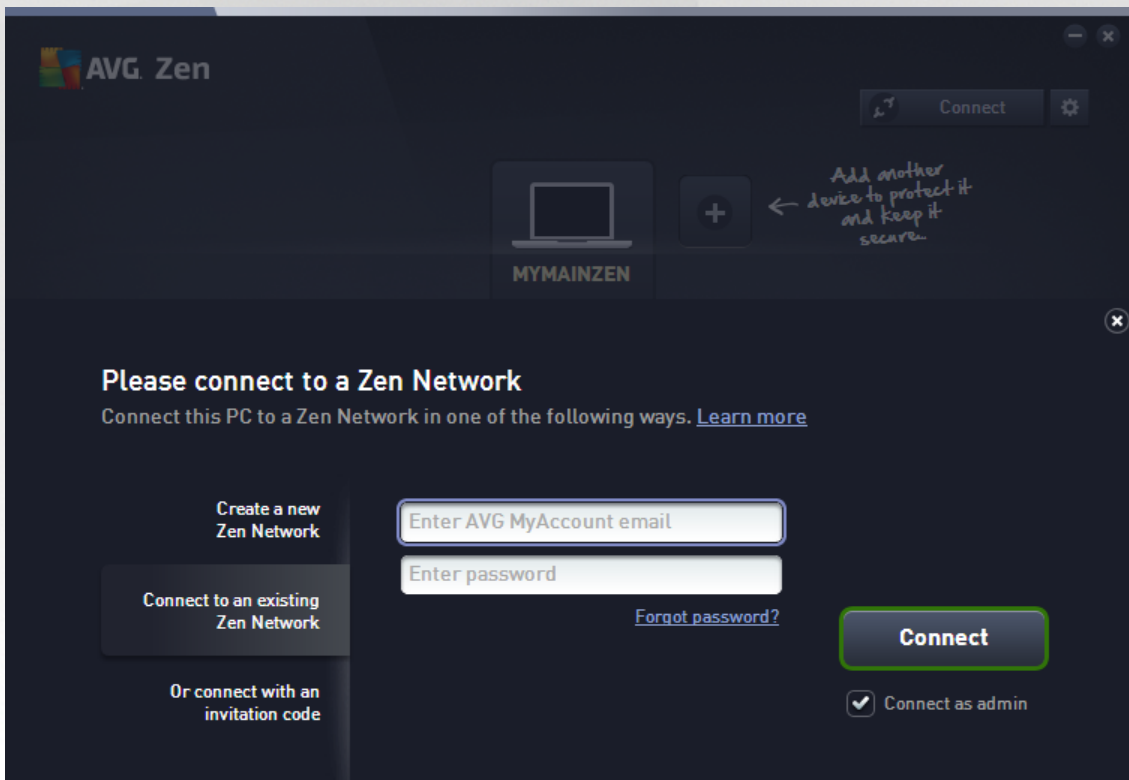 AVG. Zen
Connect
Add another
device to protect it
and keep it
secure...
MYMAINZEN
Please connect to a Zen Network
Connect this PC to a Zen Network in one of the following ways. Learn more
Create a new
Zen Network
Enter AVG MyAccount email
Enter password
Connect to an existing
Zen Network
Forgot password?
Connect
Or connect with an
invitation code
Connect as admin